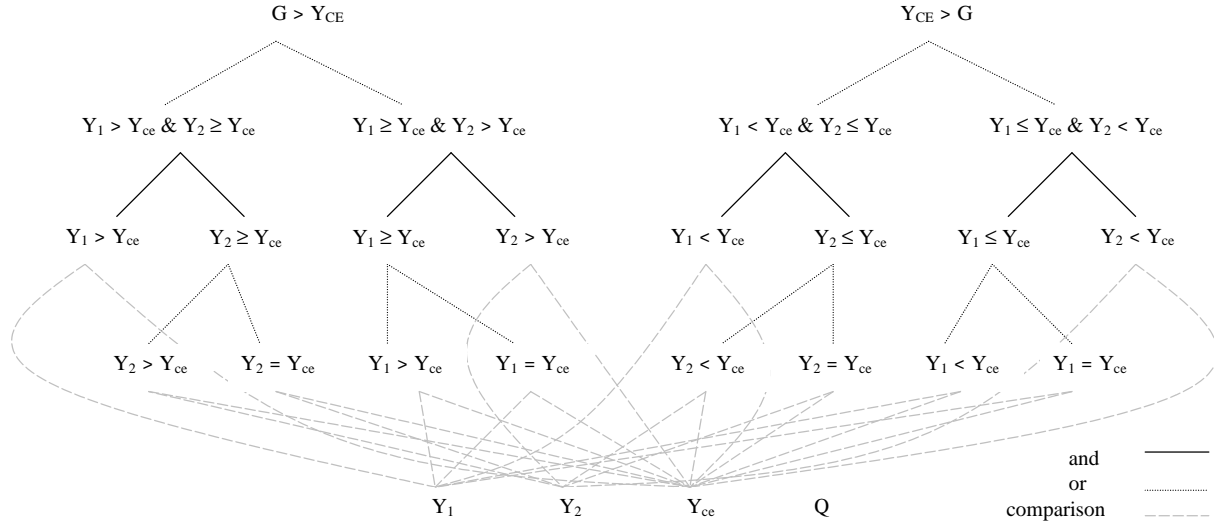 G > Y_CE Y_CE > G
Y_1 > Y_ce & Y_2 ≥ Y_ce Y_1 ≥ Y_ce & Y_2 > Y_ce Y_1 < Y_ce & Y_2 ≤ Y_ce Y_1 ≤ Y_ce & Y_2 < Y_ce
Y_1 > Y_ce Y_2 ≥ Y_ce Y_1 ≥ Y_ce Y_2 > Y_ce Y_1 < Y_ce Y_2 ≤ Y_ce Y_1 ≤ Y_ce Y_2 < Y_ce
Y_2 > Y_ce Y_2 = Y_ce Y_1 > Y_ce Y_1 = Y_ce Y_2 < Y_ce Y_2 = Y_ce Y_1 < Y_ce Y_1 = Y_ce
and
or
Y_1 Y_2 Y_ce Q comparison